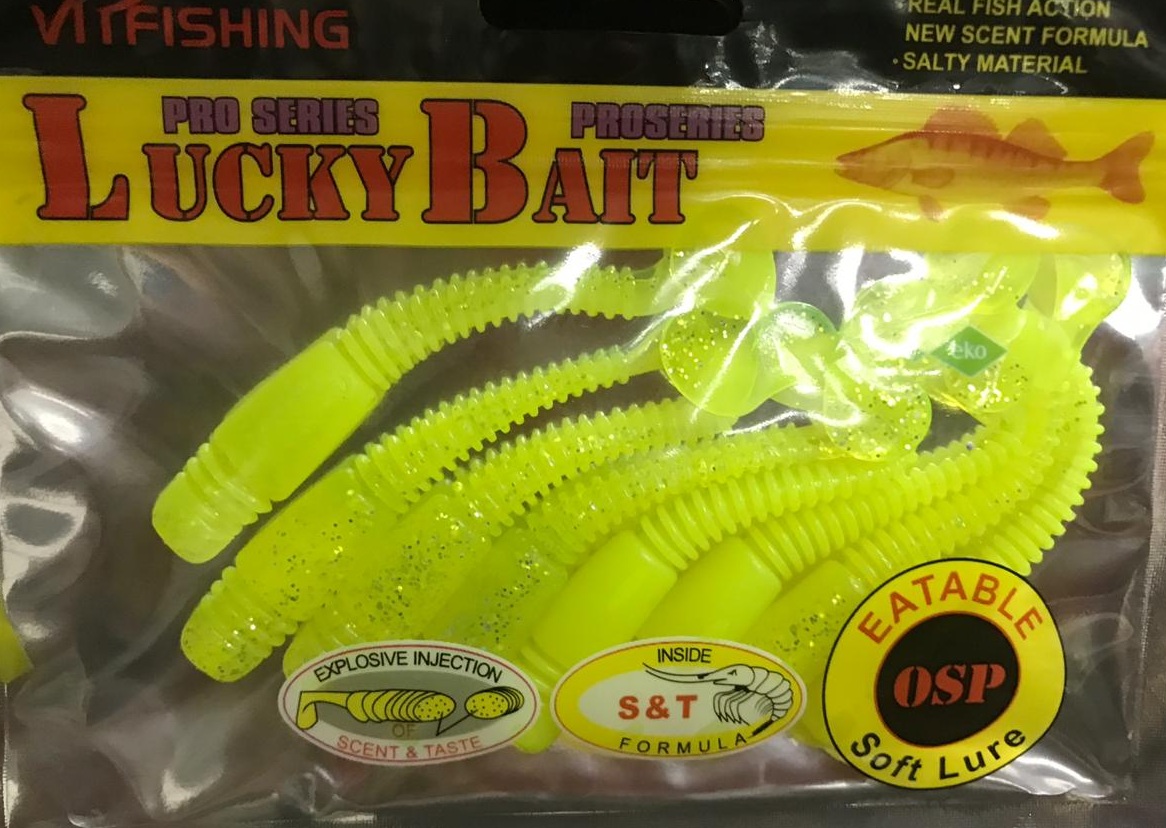 VITFISHING
REAL FISH ACTION
NEW SCENT FORMULA
• SALTY MATERIAL
PRO SERIES
PROSERIES
LUCKY BAIT
eko
EXPLOSIVE INJECTION
OF
SCENT & TASTE
INSIDE
S & T
FORMULA
EATABLE
OSP
Soft Lure